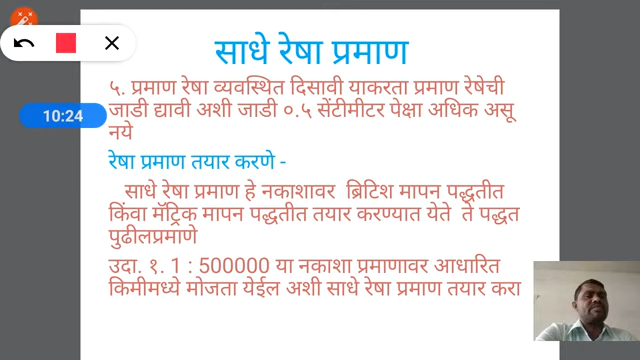 साधे रेषा प्रमाण
५. प्रमाण रेषा व्यवस्थित दिसावी याकरता प्रमाण रेषेची
जाडी द्यावी अशी जाडी ०.५ सेंटीमीटर पेक्षा अधिक असू
नये
10:24
रेषा प्रमाण तयार करणे -
साधे रेषा प्रमाण हे नकाशावर ब्रिटिश मापन पद्धतीत
किंवा मॅट्रिक मापन पद्धतीत तयार करण्यात येते ते पद्धत
पुढीलप्रमाणे
उदा. १. 1 : 500000 या नकाशा प्रमाणावर आधारित
किमीमध्ये मोजता येईल अशी साधे रेषा प्रमाण तयार करा